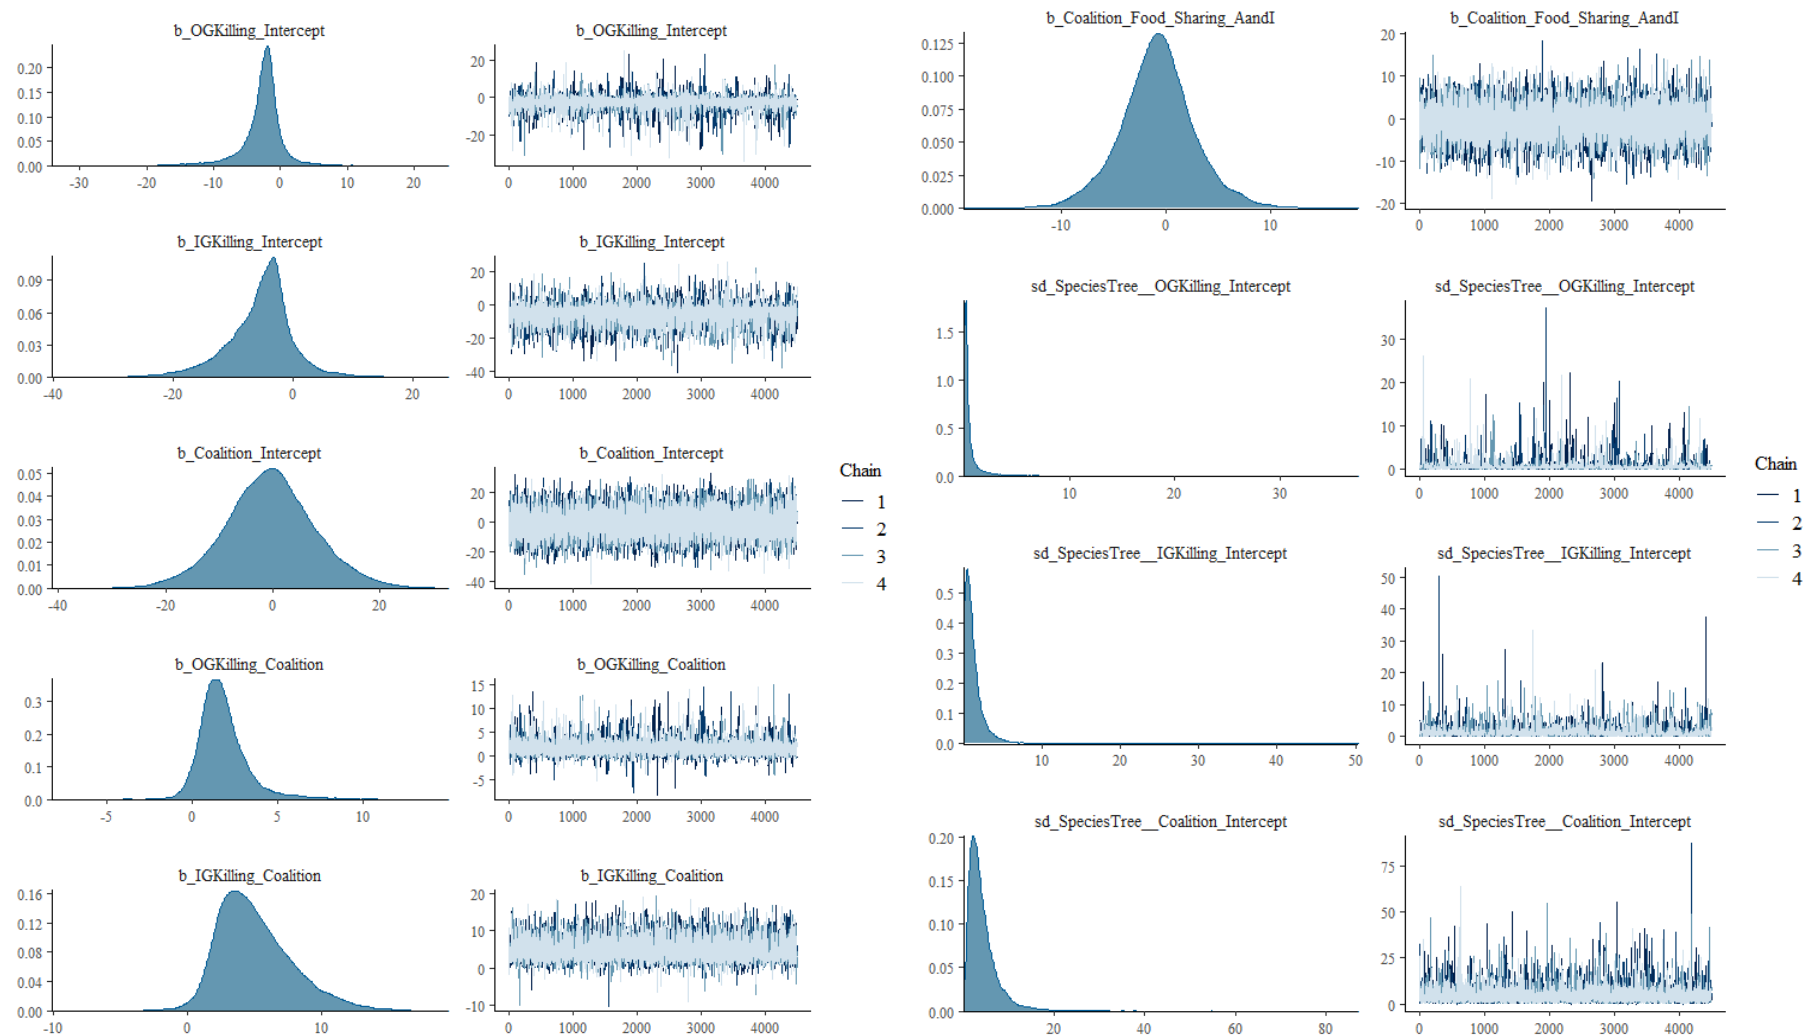 b_OGKilling_Intercept
0.20
0.15
0.10
0.05
0.00
-30 -20 -10 0 10 20
b_OGKilling_Intercept
20
0
-20
0 1000 2000 3000 4000
b_IGKilling_Intercept
0.09
0.06
0.03
0.00
-40 -20 0 20
b_IGKilling_Intercept
20
0
-20
-40
0 1000 2000 3000 4000
b_Coalition_Intercept
0.05
0.04
0.03
0.02
0.01
0.00
-40 -20 0 20
b_Coalition_Intercept
20
0
-20
-40
0 1000 2000 3000 4000
b_OGKilling_Coalition
0.3
0.2
0.1
0.0
-5 0 5 10
b_OGKilling_Coalition
15
10
5
0
-5
0 1000 2000 3000 4000
b_IGKilling_Coalition
0.16
0.12
0.08
0.04
0.00
-10 0 10
b_IGKilling_Coalition
20
10
0
-10
0 1000 2000 3000 4000
Chain
1
2
3
4
b_Coalition_Food_Sharing_AandI
0.125
0.100
0.075
0.050
0.025
0.000
-10 0 10
b_Coalition_Food_Sharing_AandI
20
10
0
-10
-20
0 1000 2000 3000 4000
sd_SpeciesTree__OGKilling_Intercept
1.5
1.0
0.5
0.0
10 20 30
sd_SpeciesTree__OGKilling_Intercept
30
20
10
0
0 1000 2000 3000 4000
sd_SpeciesTree__IGKilling_Intercept
0.5
0.4
0.3
0.2
0.1
0.0
10 20 30 40 50
sd_SpeciesTree__IGKilling_Intercept
50
40
30
20
10
0
0 1000 2000 3000 4000
sd_SpeciesTree__Coalition_Intercept
0.20
0.15
0.10
0.05
0.00
20 40 60 80
sd_SpeciesTree__Coalition_Intercept
75
50
25
0
0 1000 2000 3000 4000
Chain
1
2
3
4